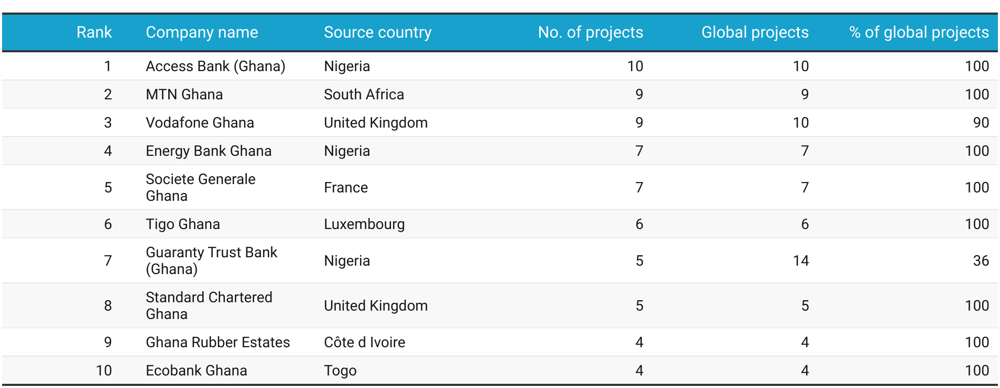 Rank Company name Source country No. of projects Global projects % of global projects
1 Access Bank (Ghana) Nigeria 10 10 100
2 MTN Ghana South Africa 9 9 100
3 Vodafone Ghana United Kingdom 9 10 90
4 Energy Bank Ghana Nigeria 7 7 100
5 Societe Generale
Ghana France 7 7 100
6 Tigo Ghana Luxembourg 6 6 100
7 Guaranty Trust Bank
(Ghana) Nigeria 5 14 36
8 Standard Chartered
Ghana United Kingdom 5 5 100
9 Ghana Rubber Estates Côte d Ivoire 4 4 100
10 Ecobank Ghana Togo 4 4 100